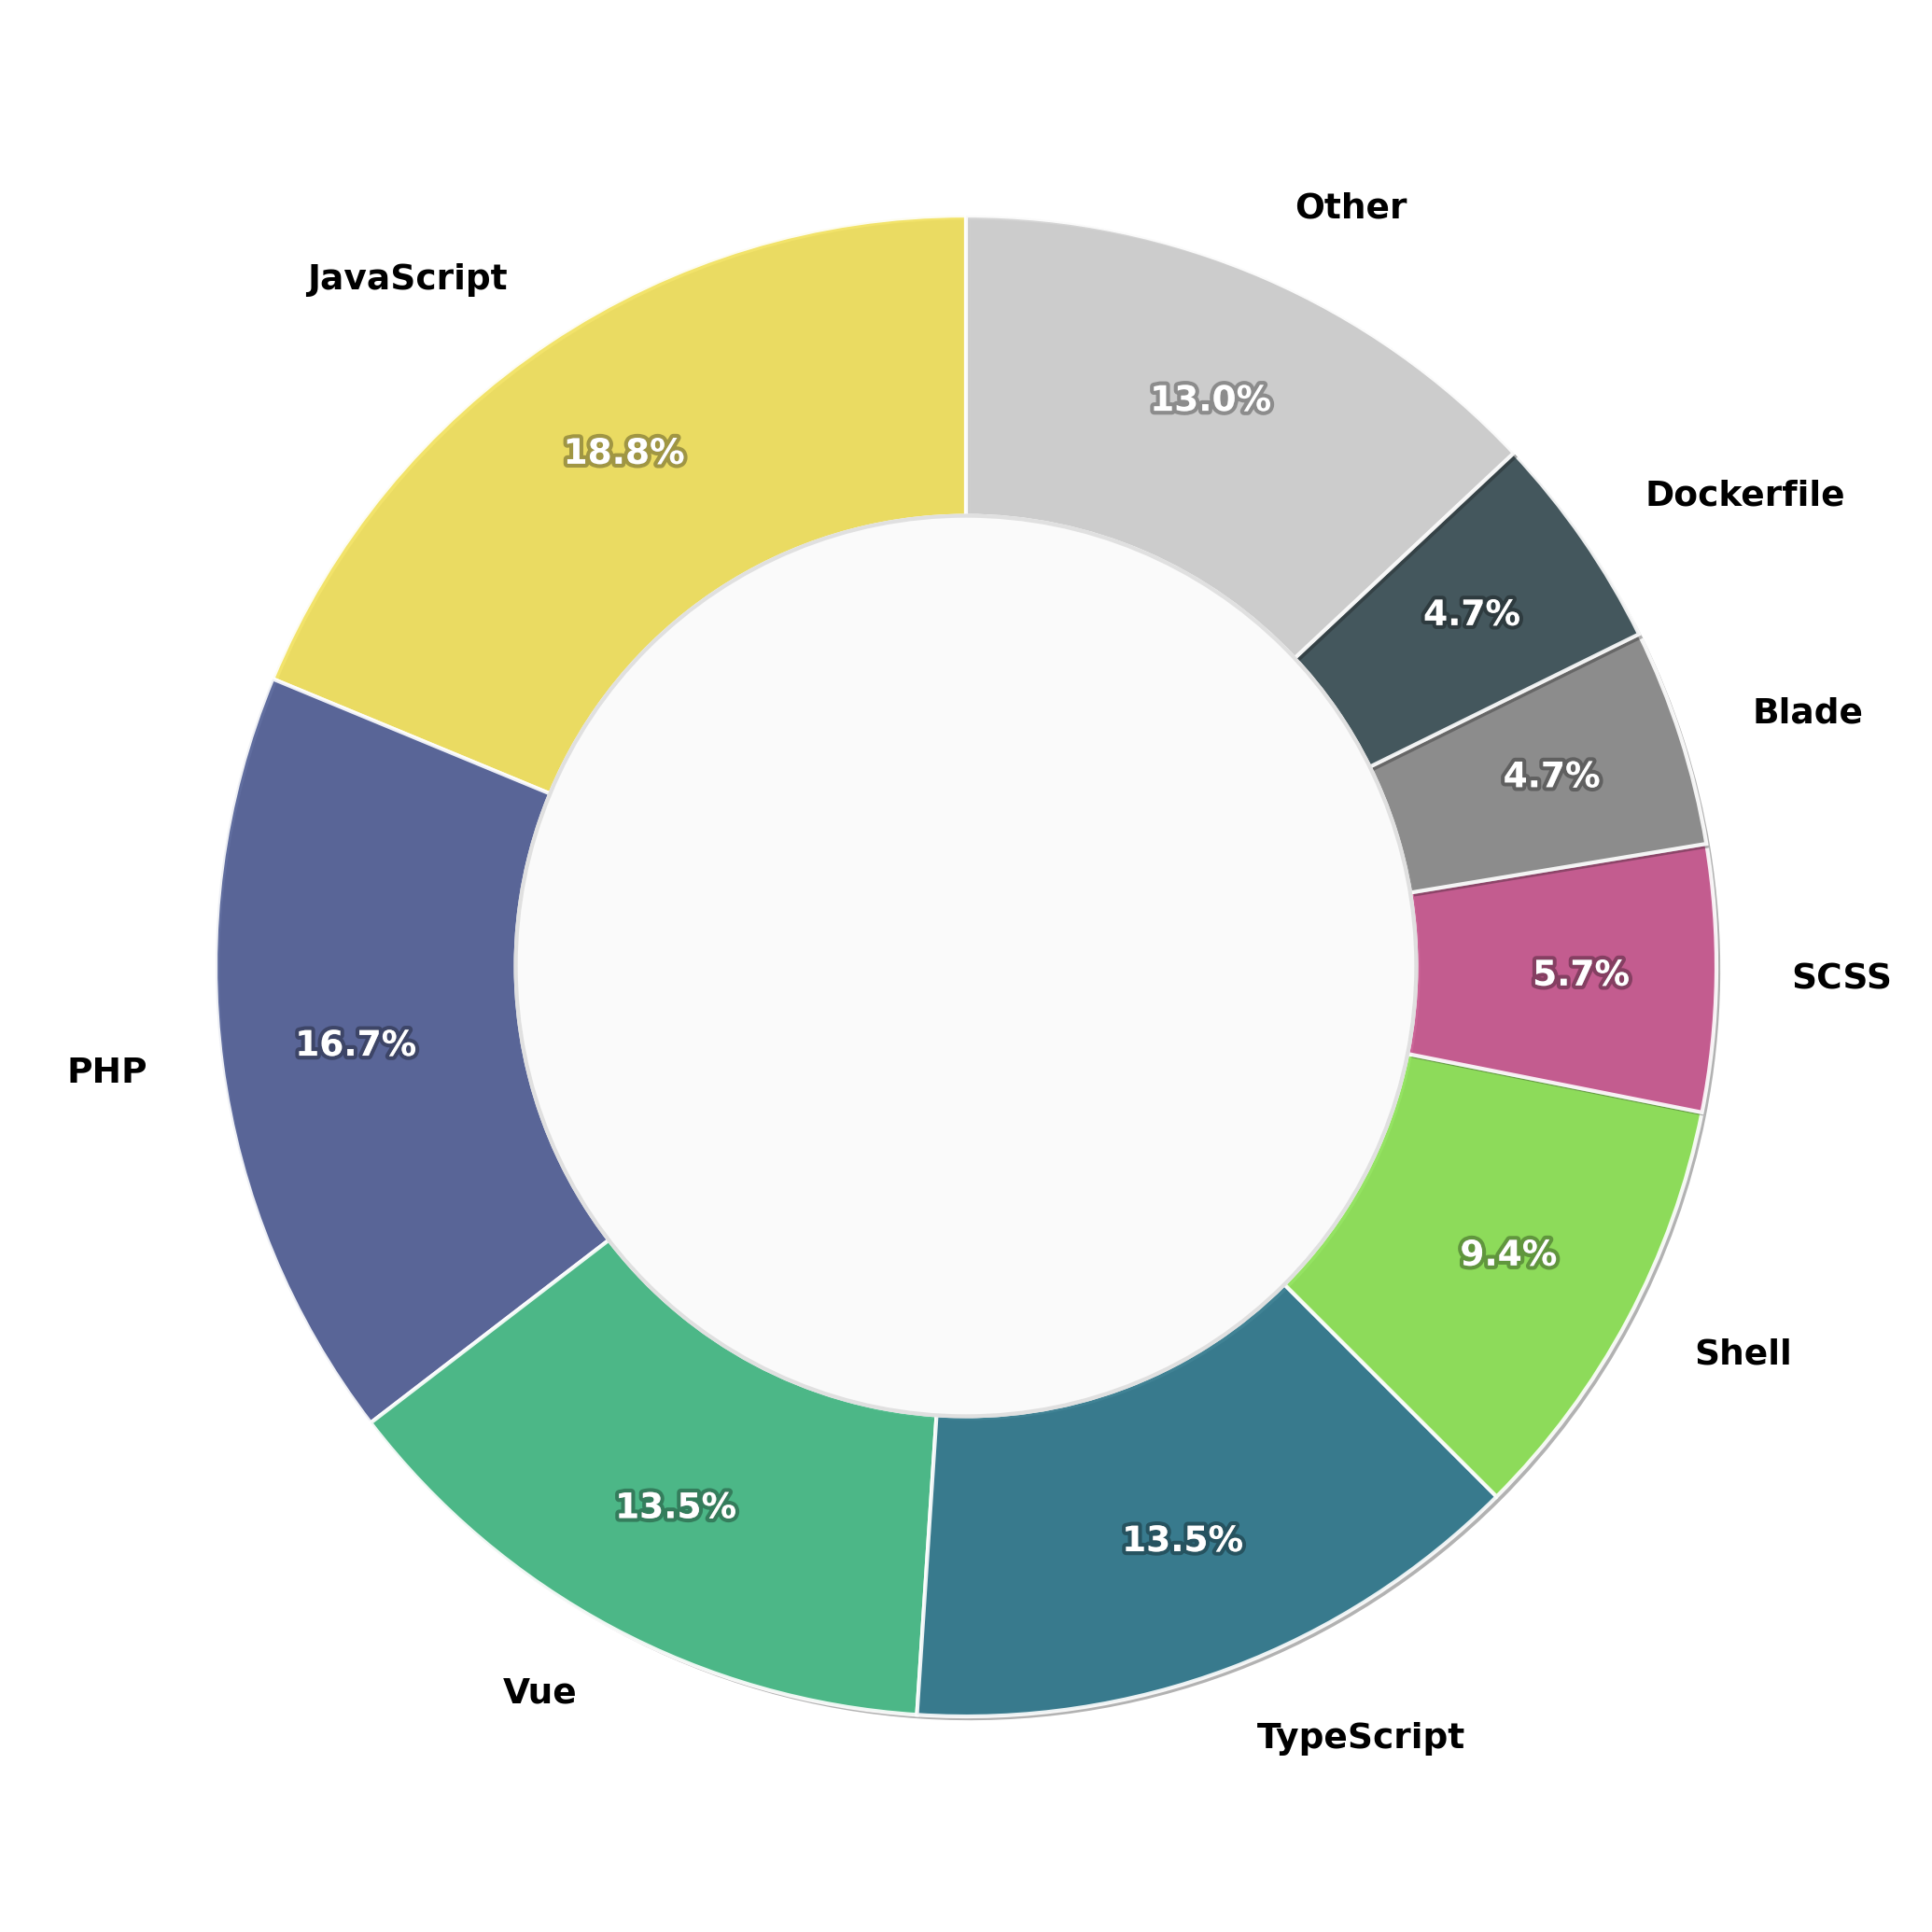 Other
JavaScript
13.0%
18.8%
Dockerfile
4.7%
Blade
4.7%
SCSS
5.7%
PHP
16.7%
9.4%
Shell
13.5%
13.5%
Vue
TypeScript